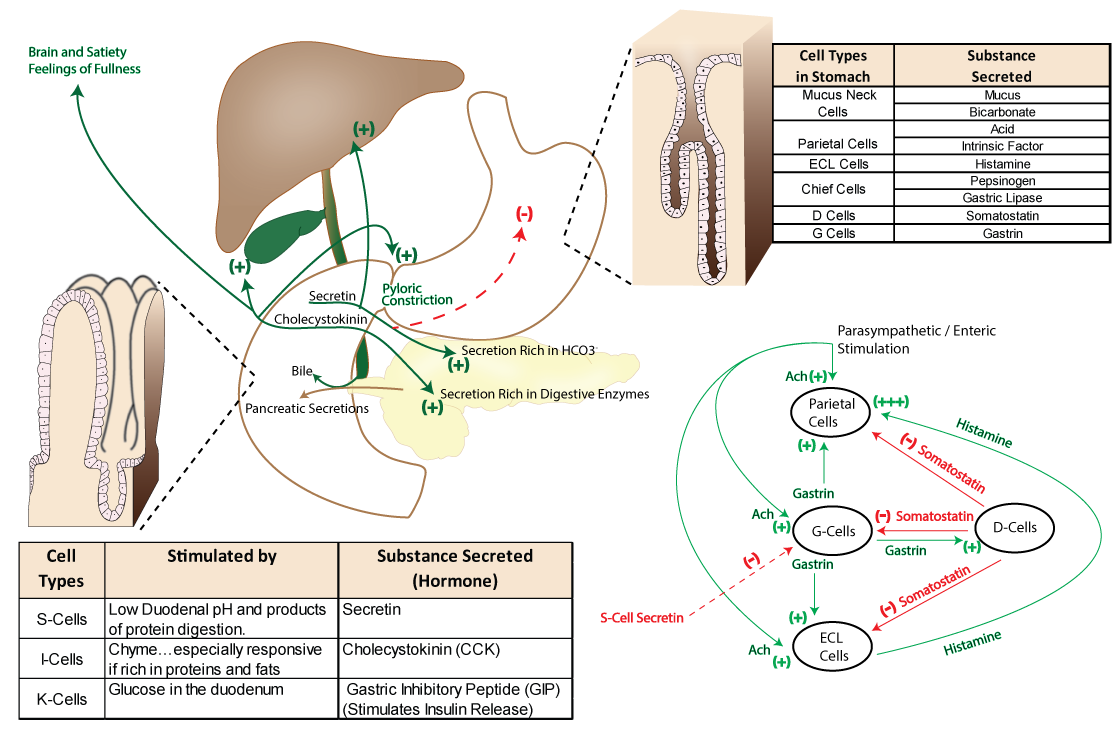 Brain and Satiety
Feelings of Fullness
(+)
(-)
(+)
(+)
Pyloric
Constriction
Secretin
Cholecystokinin
Secretion Rich in HCO3-
(+)
Bile
Secretion Rich in Digestive Enzymes
(+)
Pancreatic Secretions
Cell Types in Stomach
Substance Secreted
Mucus Neck Cells
Mucus
Bicarbonate
Parietal Cells
Acid
Intrinsic Factor
ECL Cells
Histamine
Chief Cells
Pepsinogen
Gastric Lipase
D Cells
Somatostatin
G Cells
Gastrin
Parasympathetic / Enteric
Stimulation
Ach (+)
Parietal
Cells
(+++)
Histamine
(+)
(-) Somatostatin
Gastrin
Ach
(+)
G-Cells
(-) Somatostatin
Gastrin
(+)
D-Cells
(-)
Gastrin
S-Cell Secretin
(-) Somatostatin
(+)
ECL
Cells
Ach
(+)
Histamine
Cell
Types
Stimulated by
Substance Secreted
(Hormone)
S-Cells
Low Duodenal pH and products
of protein digestion.
Secretin
I-Cells
Chyme…especially responsive
if rich in proteins and fats
Cholecystokinin (CCK)
K-Cells
Glucose in the duodenum
Gastric Inhibitory Peptide (GIP)
(Stimulates Insulin Release)